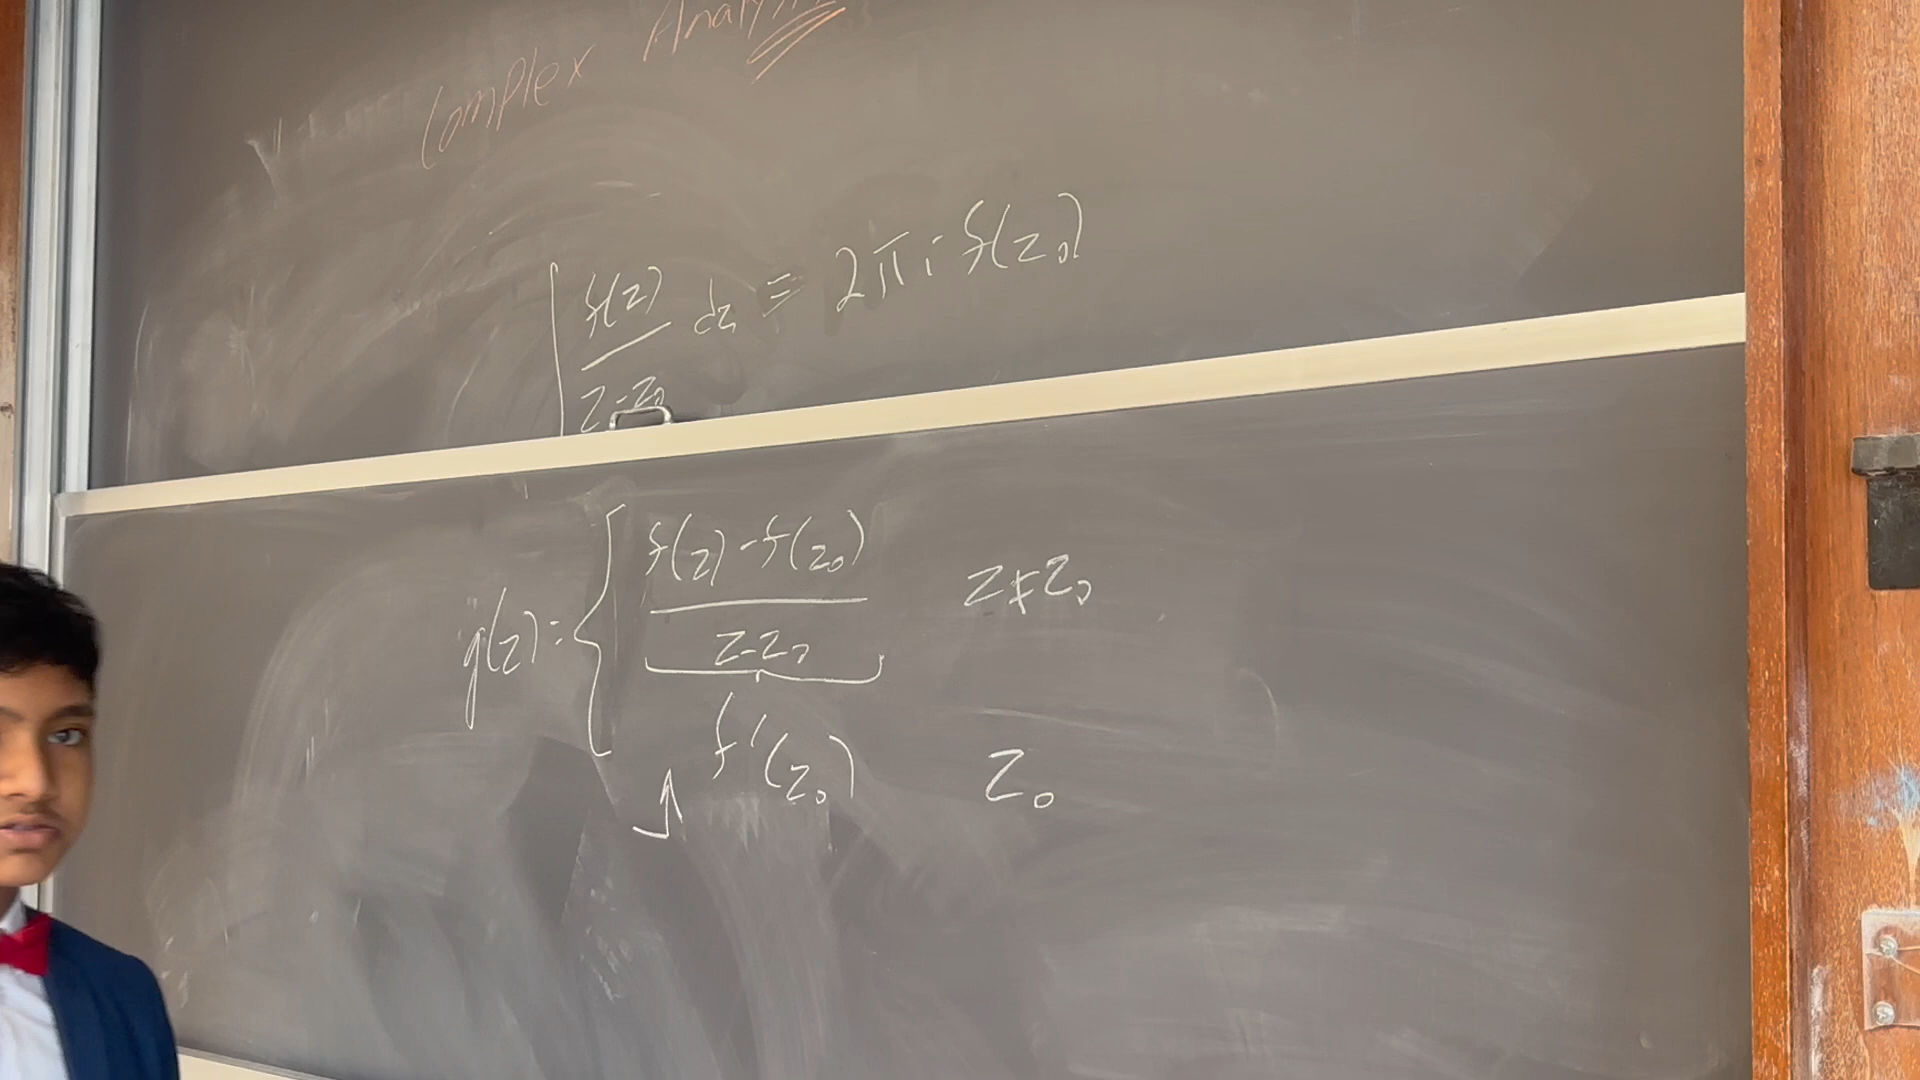 Complex Analysis
∫ f(z)/(z-z₀) dz = 2πi f(z₀)
g(z) = { (f(z)-f(z₀))/(z-z₀) z≠z₀
f'(z₀) z₀